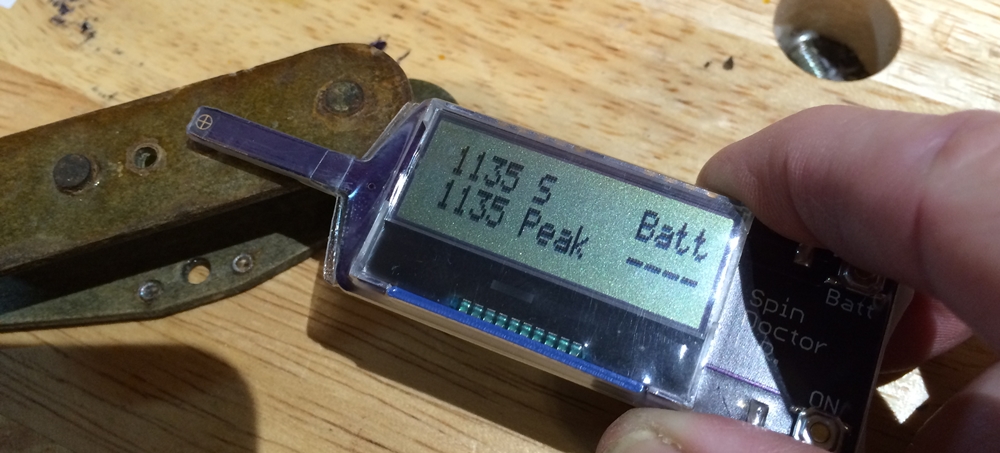 1135 S
1135 Peak
Batt
----
Batt
Spin
Doctor
ON